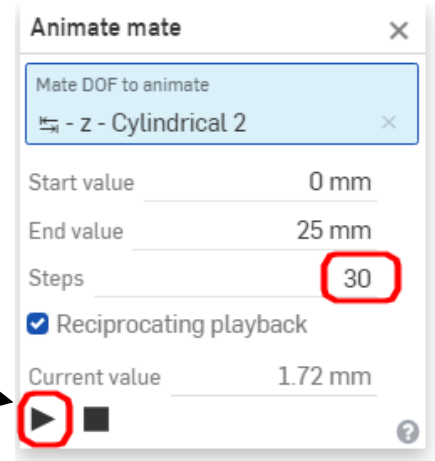 Animate mate
Mate DOF to animate
- z - Cylindrical 2
Start value 0 mm
End value 25 mm
Steps 30
Reciprocating playback
Current value 1.72 mm